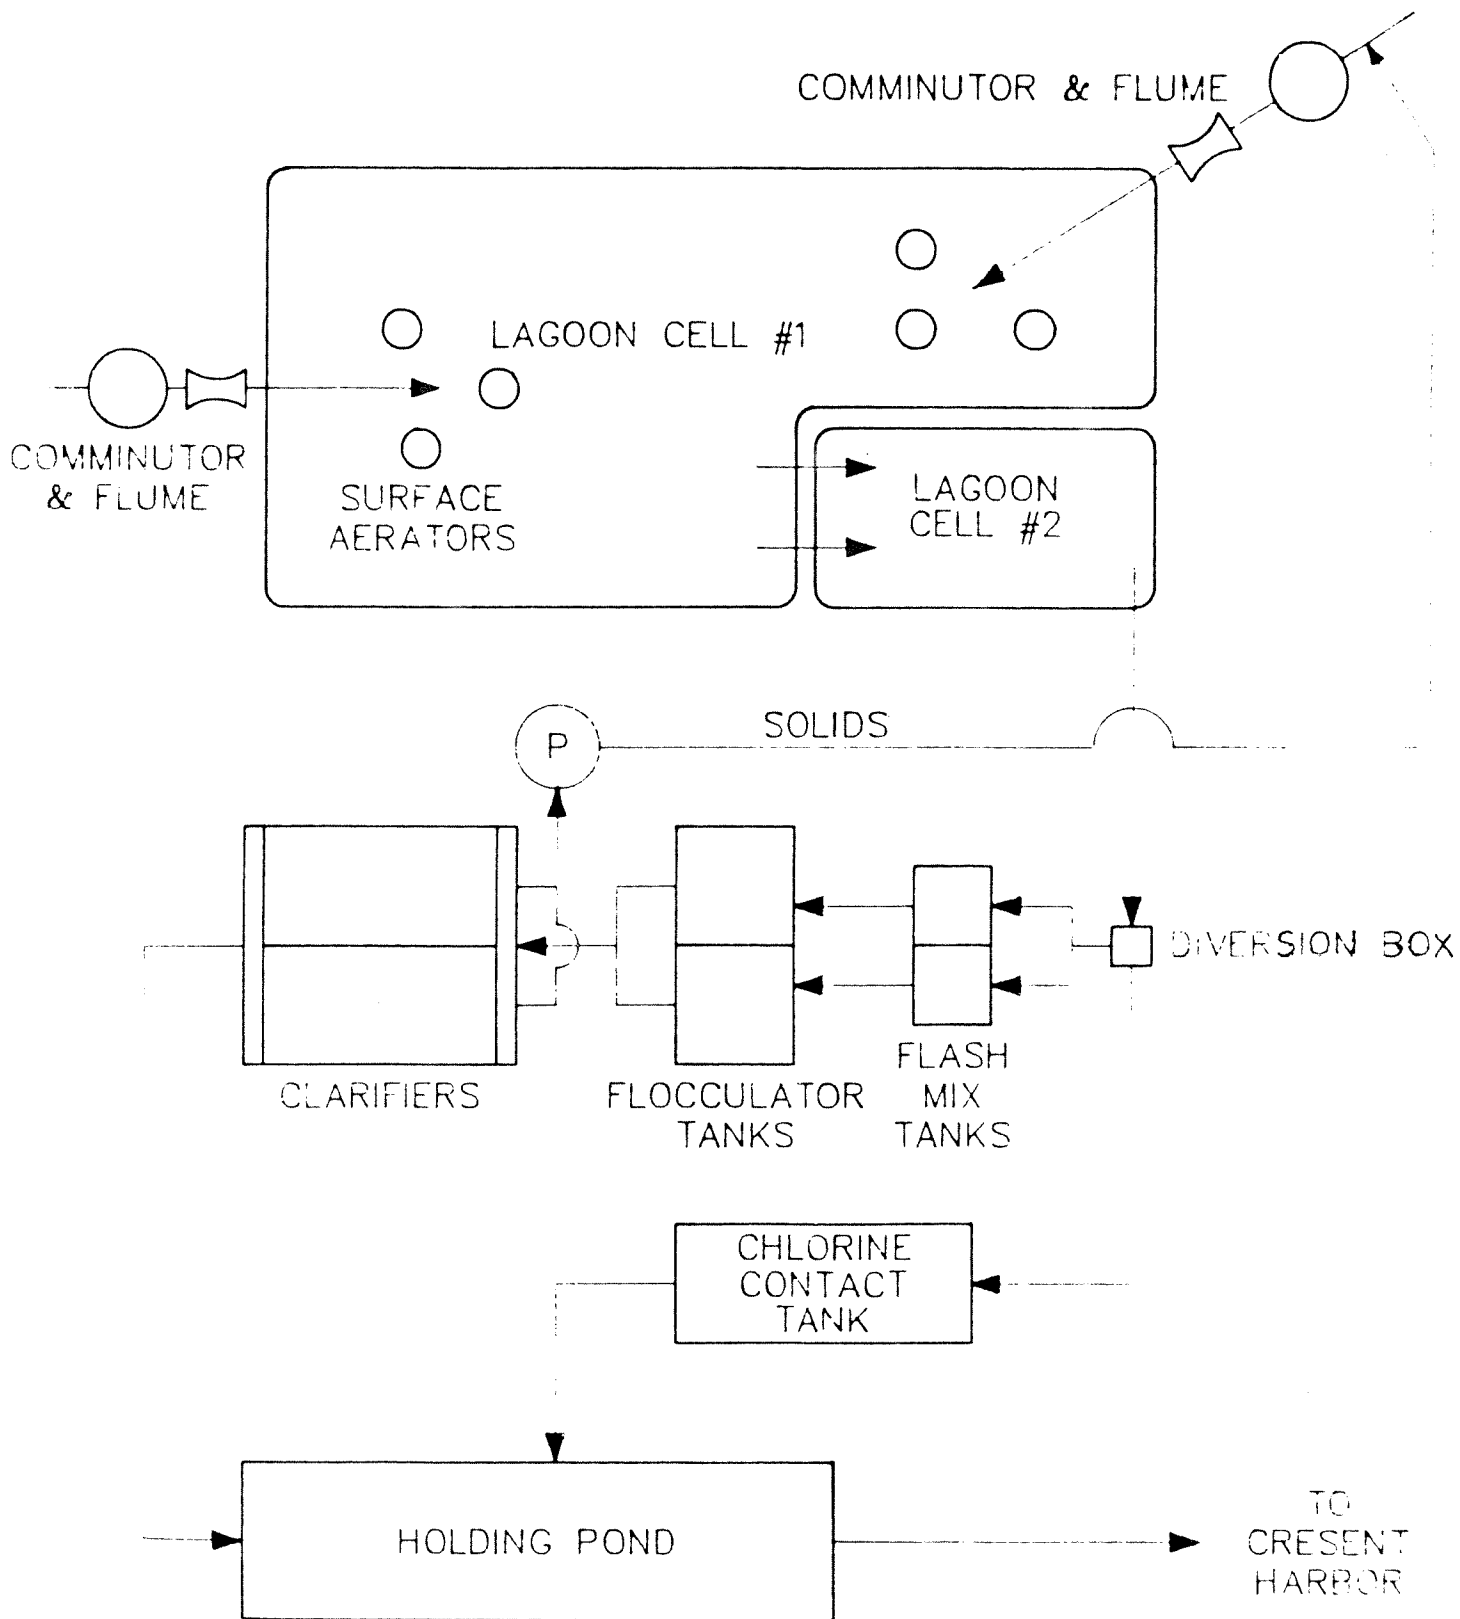 COMMINUTOR & FLUME
LAGOON CELL #1
COMMINUTOR
& FLUME
SURFACE
AERATORS
LAGOON
CELL #2
SOLIDS
P
DIVERSION BOX
CLARIFIERS
FLOCCULATOR
TANKS
FLASH
MIX
TANKS
CHLORINE
CONTACT
TANK
HOLDING POND
TO
CRESENT
HARBOR